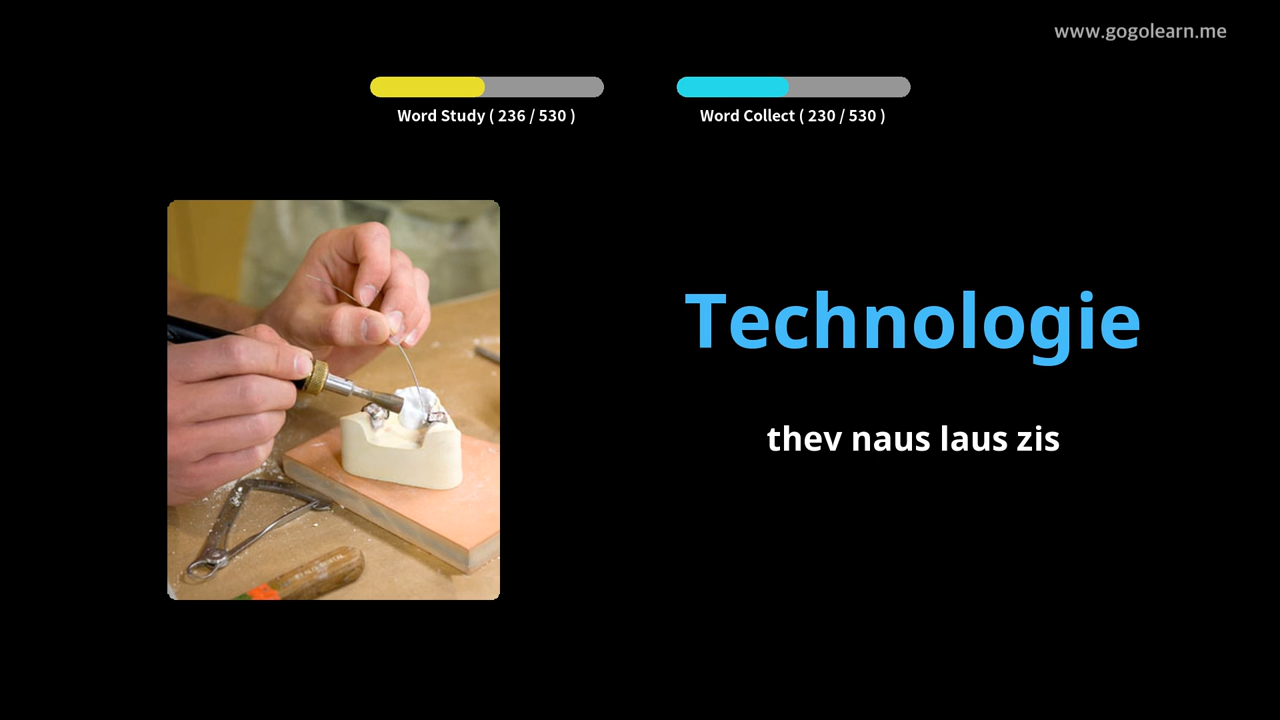 www.gogolearn.me
Word Study ( 236 / 530 )
Word Collect ( 230 / 530 )
Technologie
thev naus laus zis